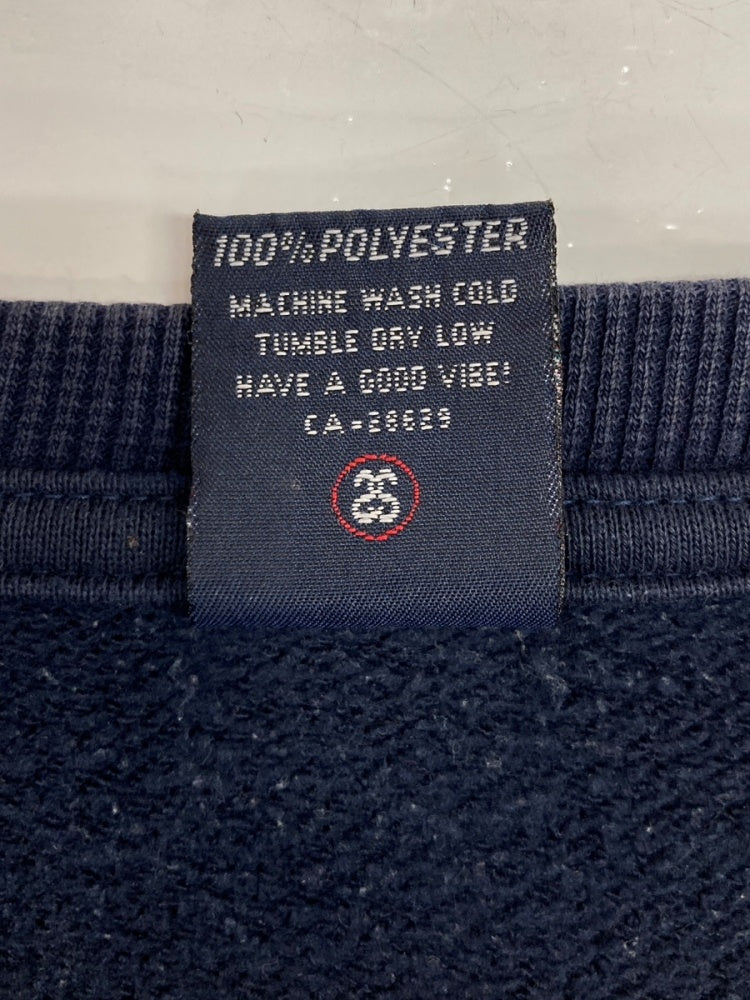 100% POLYESTER
MACHINE WASH COLD
TUMBLE DRY LOW
HAVE A GOOD VIBE!
CA=28629